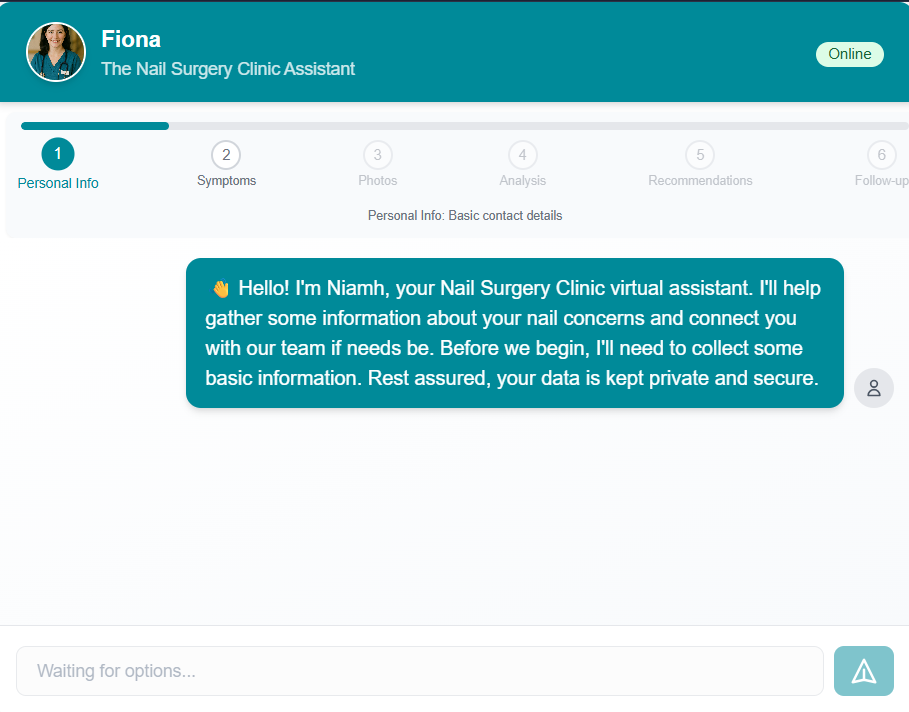 Fiona
The Nail Surgery Clinic Assistant
Online
1
2
3
4
5
6
Personal Info
Symptoms
Photos
Analysis
Recommendations
Follow-up
Personal Info: Basic contact details
👋 Hello! I'm Niamh, your Nail Surgery Clinic virtual assistant. I'll help
gather some information about your nail concerns and connect you
with our team if needs be. Before we begin, I'll need to collect some
basic information. Rest assured, your data is kept private and secure.
Waiting for options...